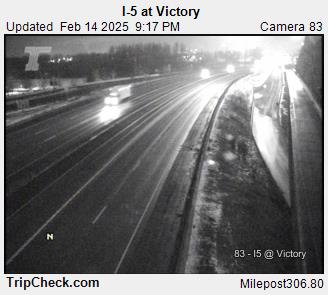 I-5 at Victory
Updated  Feb 14 2025  9:17 PM
Camera 83
T
N
83 - I5 @ Victory
TripCheck.com
Milepost306.80